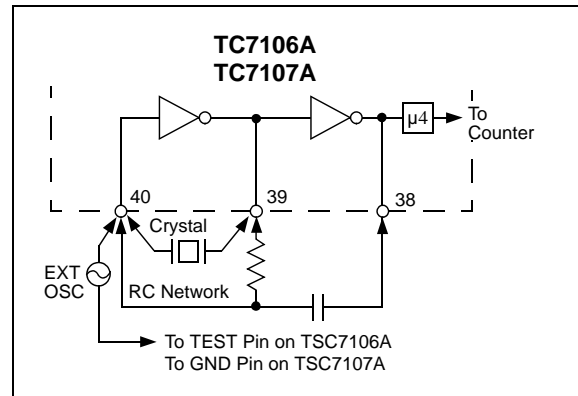 TC7106A
TC7107A
µ4
To
Counter
40
39
38
Crystal
EXT
OSC
RC Network
To TEST Pin on TSC7106A
To GND Pin on TSC7107A